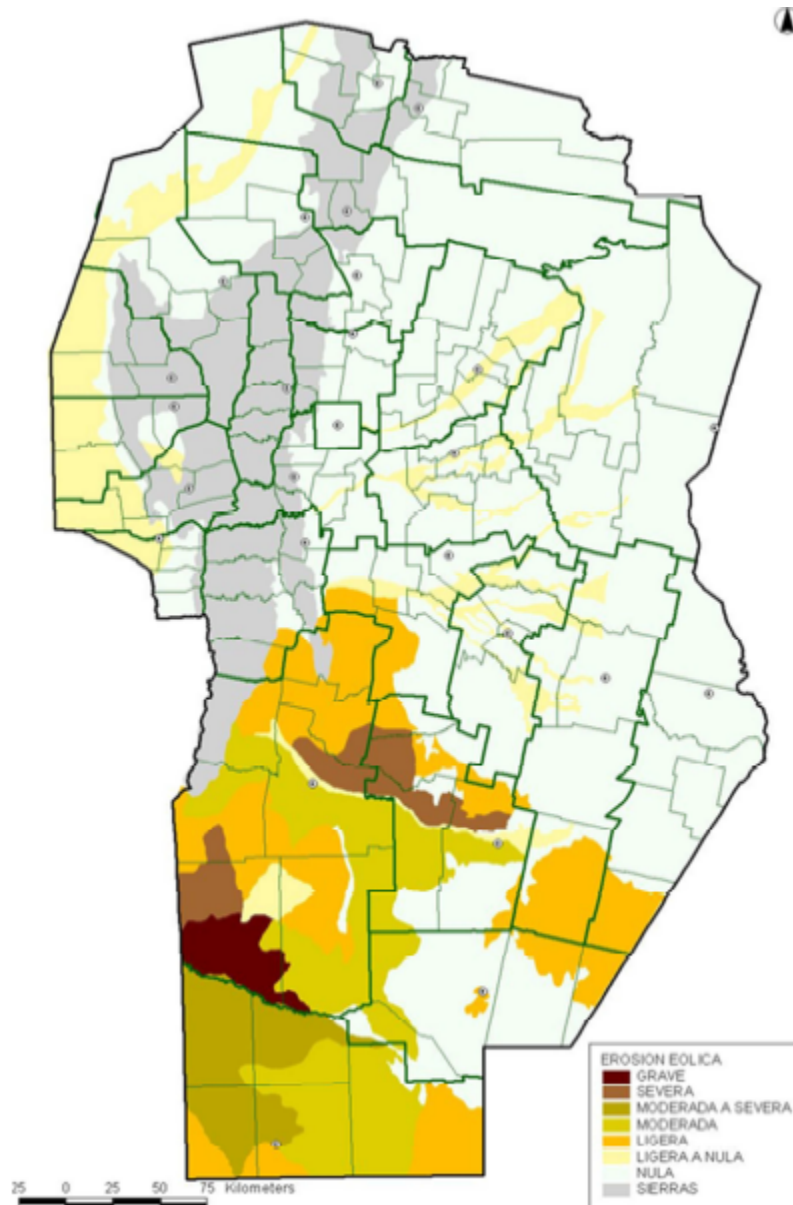 EROSION EOLICA
GRAVE
SEVERA
MODERADA A SEVERA
MODERADA
LIGERA
LIGERA A NULA
NULA
SIERRAS
25 0 25 50 75 Kilometers